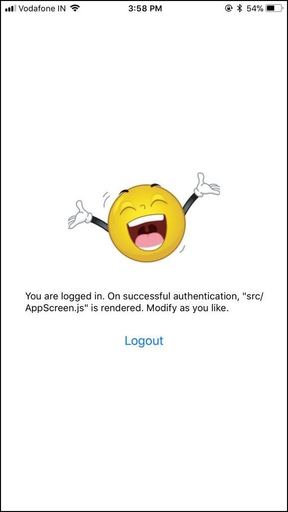 Vodafone IN 3:58 PM 54%
You are logged in. On successful authentication, "src/
AppScreen.js" is rendered. Modify as you like.
Logout